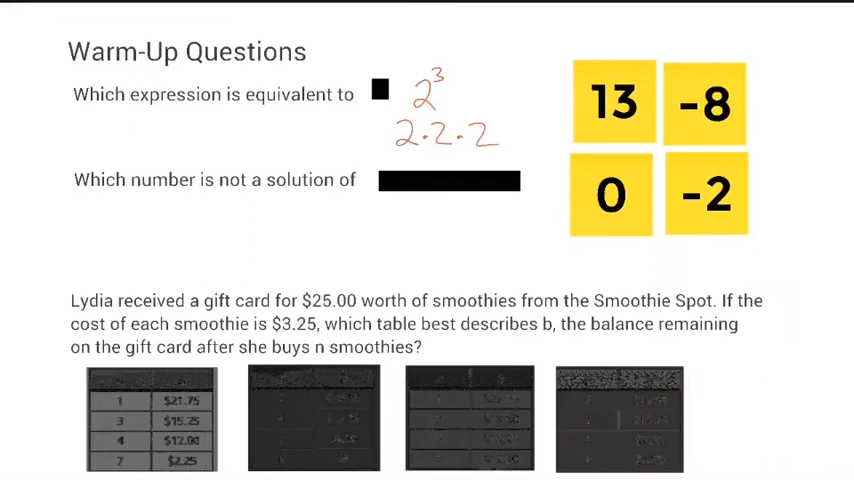 Warm-Up Questions
Which expression is equivalent to
2³
2·2·2
13 -8
Which number is not a solution of
0 -2
Lydia received a gift card for $25.00 worth of smoothies from the Smoothie Spot. If the
cost of each smoothie is $3.25, which table best describes b, the balance remaining
on the gift card after she buys n smoothies?
1 $21.75
3 $15.25
4 $12.00
7 $2.25